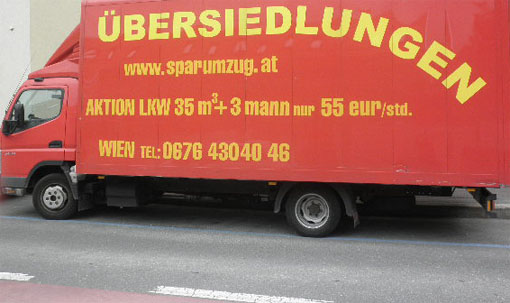 ÜBERSIEDLUNGEN
www.sparumzug.at
AKTION LKW 35 m³+ 3 mann nur 55 eur/std.
WIEN TEL: 0676 43040 46